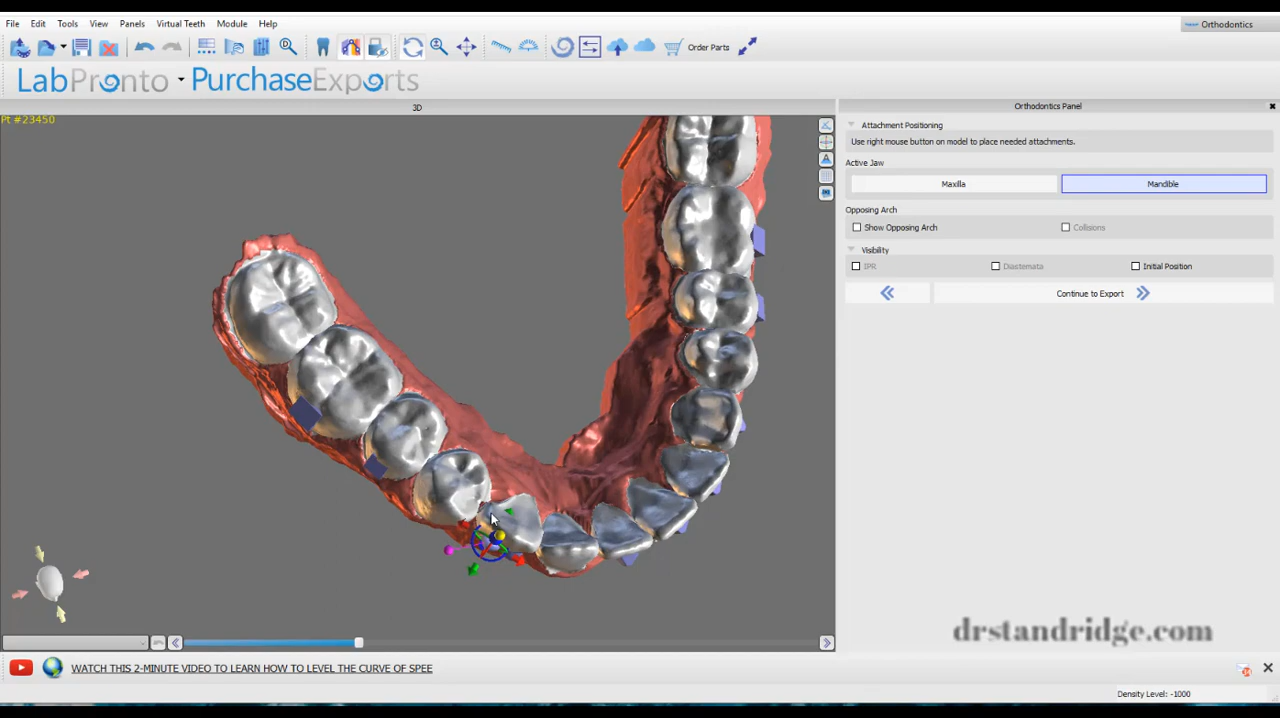 File Edit Tools View Panels Virtual Teeth Module Help
Orthodontics
Order Parts
LabPronto PurchaseExports
3D
Orthodontics Panel
Pt #23450
Attachment Positioning
Use right mouse button on model to place needed attachments.
Active Jaw
Maxilla Mandible
Opposing Arch
Show Opposing Arch Collisions
Visibility
IPR Diastemata Initial Position
Continue to Export
drstandridge.com
WATCH THIS 2-MINUTE VIDEO TO LEARN HOW TO LEVEL THE CURVE OF SPEE
Density Level: -1000